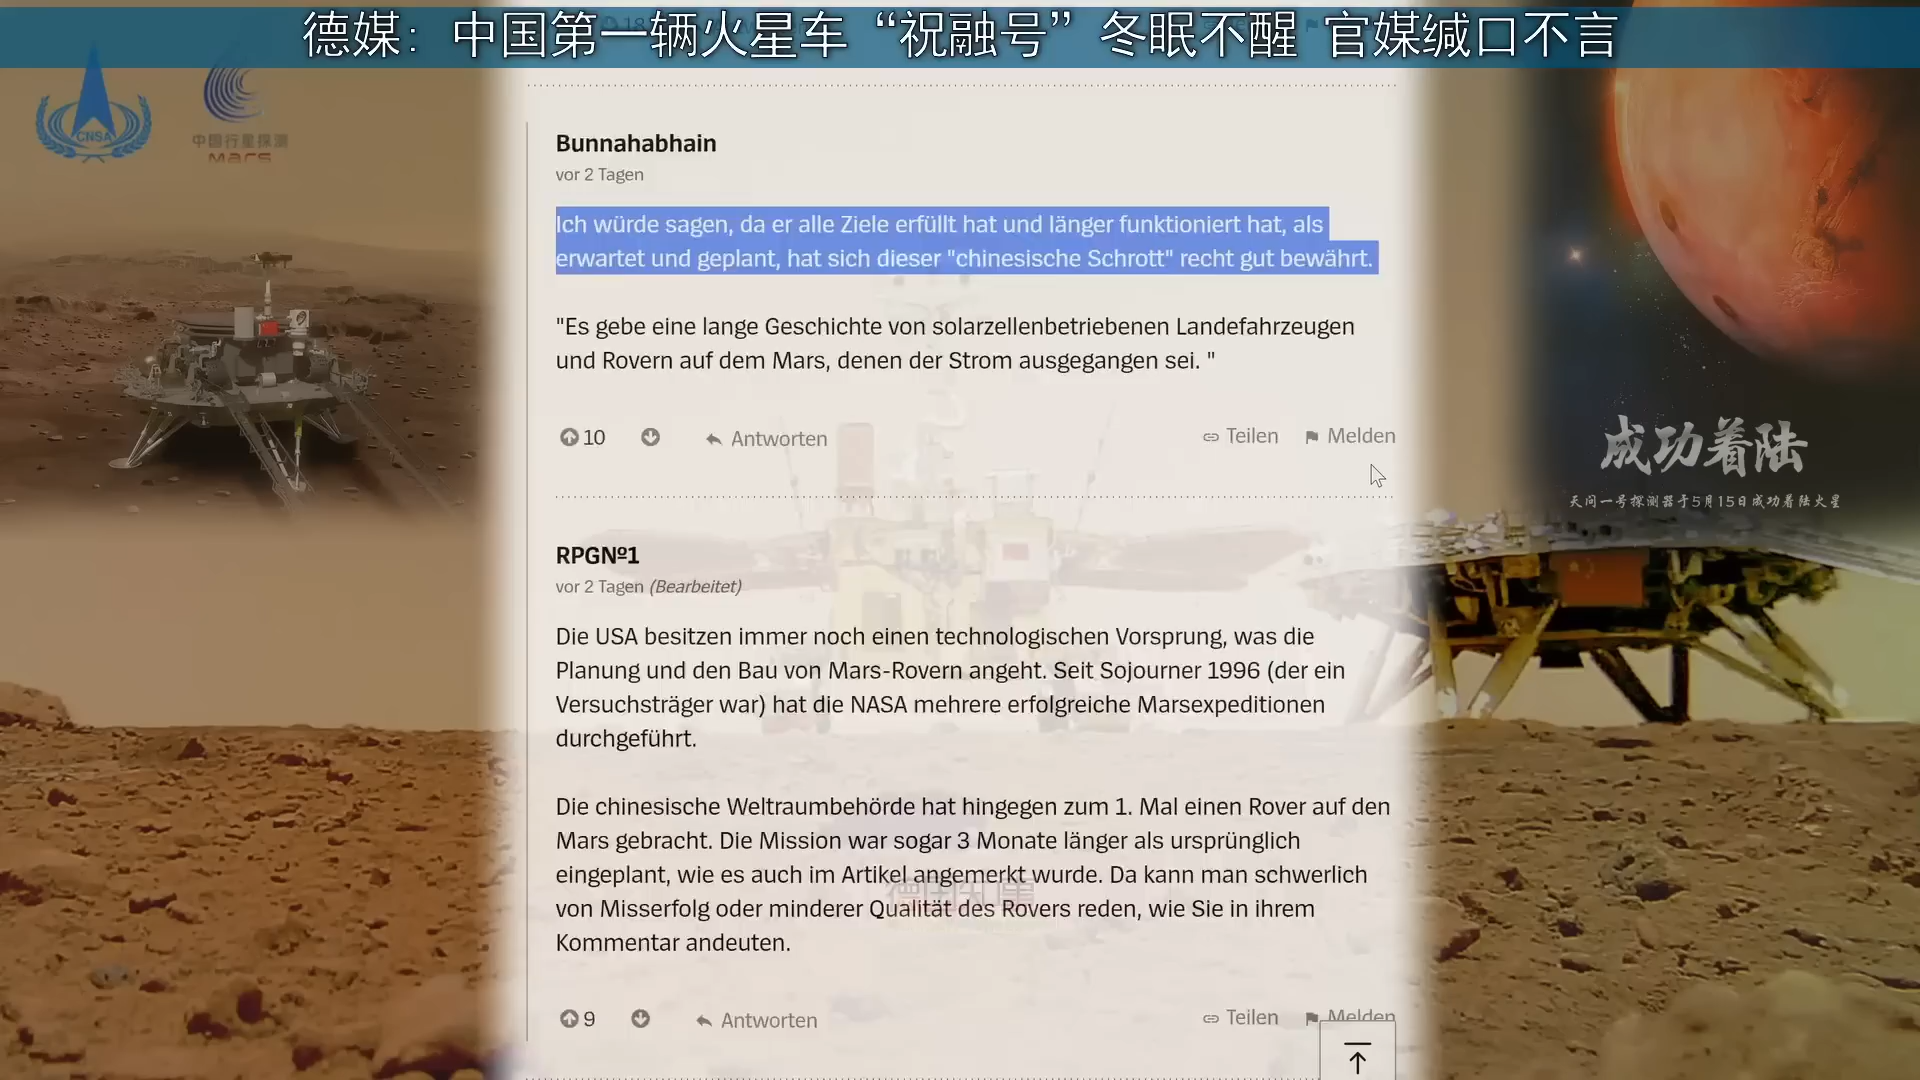 德媒：中国第一辆火星车“祝融号”冬眠不醒 官媒缄口不言
CNSA
中国行星探测
MARS
Bunnahabhain
vor 2 Tagen
Ich würde sagen, da er alle Ziele erfüllt hat und länger funktioniert hat, als
erwartet und geplant, hat sich dieser "chinesische Schrott" recht gut bewährt.
"Es gebe eine lange Geschichte von solarzellenbetriebenen Landefahrzeugen
und Rovern auf dem Mars, denen der Strom ausgegangen sei. "
10 Antworten Teilen Melden
成功着陆
天问一号探测器于5月15日成功着陆火星
RPGNº1
vor 2 Tagen (Bearbeitet)
Die USA besitzen immer noch einen technologischen Vorsprung, was die
Planung und den Bau von Mars-Rovern angeht. Seit Sojourner 1996 (der ein
Versuchsträger war) hat die NASA mehrere erfolgreiche Marsexpeditionen
durchgeführt.
Die chinesische Weltraumbehörde hat hingegen zum 1. Mal einen Rover auf den
Mars gebracht. Die Mission war sogar 3 Monate länger als ursprünglich
eingeplant, wie es auch im Artikel angemerkt wurde. Da kann man schwerlich
von Misserfolg oder minderer Qualität des Rovers reden, wie Sie in ihrem
Kommentar andeuten.
9 Antworten Teilen Melden